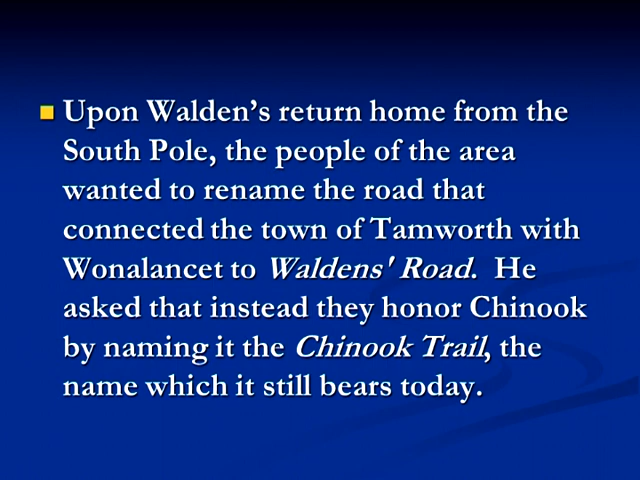 Upon Walden’s return home from the
South Pole, the people of the area
wanted to rename the road that
connected the town of Tamworth with
Wonalancet to Waldens' Road.  He
asked that instead they honor Chinook
by naming it the Chinook Trail, the
name which it still bears today.